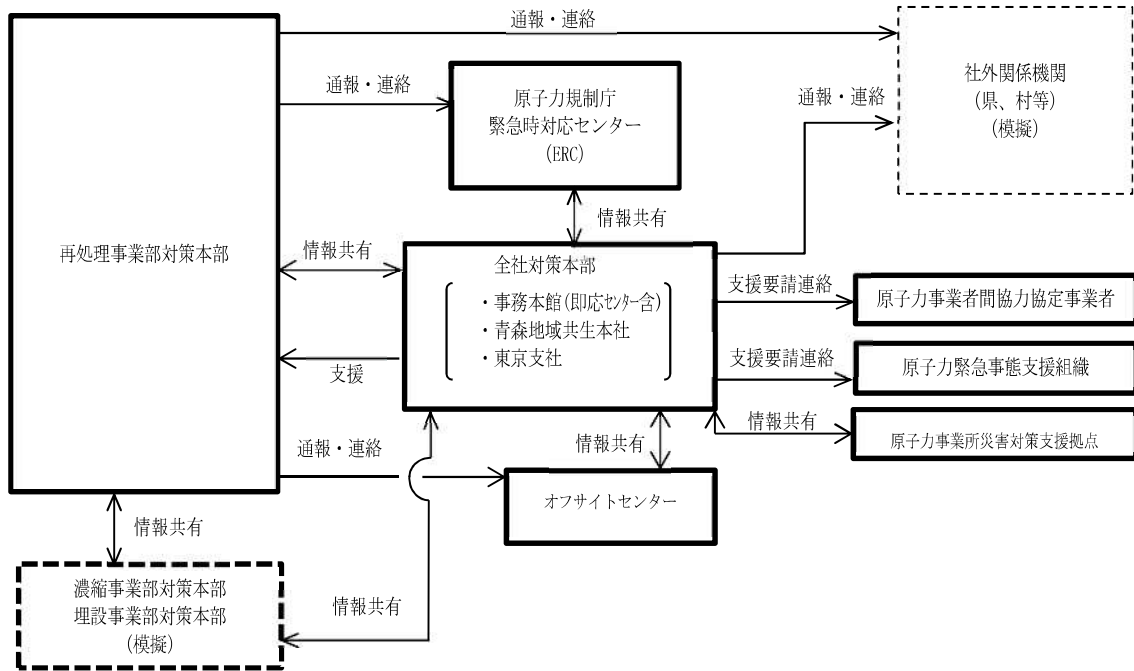 通報・連絡
社外関係機関
(県、村等)
(模擬)
通報・連絡
原子力規制庁
緊急時対応センター
(ERC)
通報・連絡
情報共有
再処理事業部対策本部
情報共有
全社対策本部
・事務本館(即応センター含)
・青森地域共生本社
・東京支社
支援要請連絡
原子力事業者間協力協定事業者
支援
支援要請連絡
原子力緊急事態支援組織
情報共有
原子力事業所災害対策支援拠点
通報・連絡
情報共有
オフサイトセンター
情報共有
濃縮事業部対策本部
埋設事業部対策本部
(模擬)
情報共有